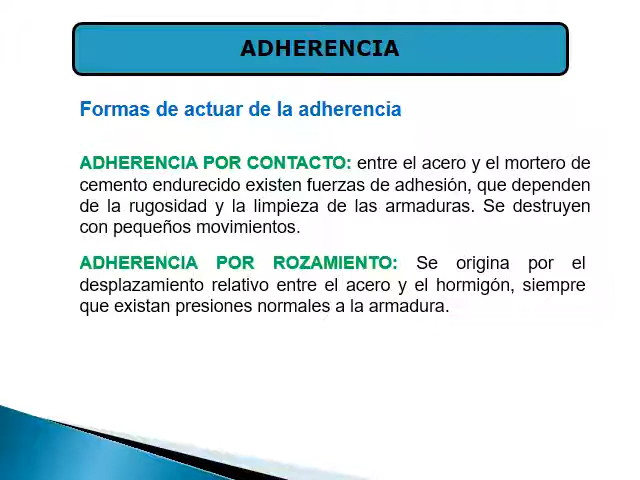 ADHERENCIA
Formas de actuar de la adherencia
ADHERENCIA POR CONTACTO: entre el acero y el mortero de
cemento endurecido existen fuerzas de adhesión, que dependen
de la rugosidad y la limpieza de las armaduras. Se destruyen
con pequeños movimientos.
ADHERENCIA POR ROZAMIENTO: Se origina por el
desplazamiento relativo entre el acero y el hormigón, siempre
que existan presiones normales a la armadura.